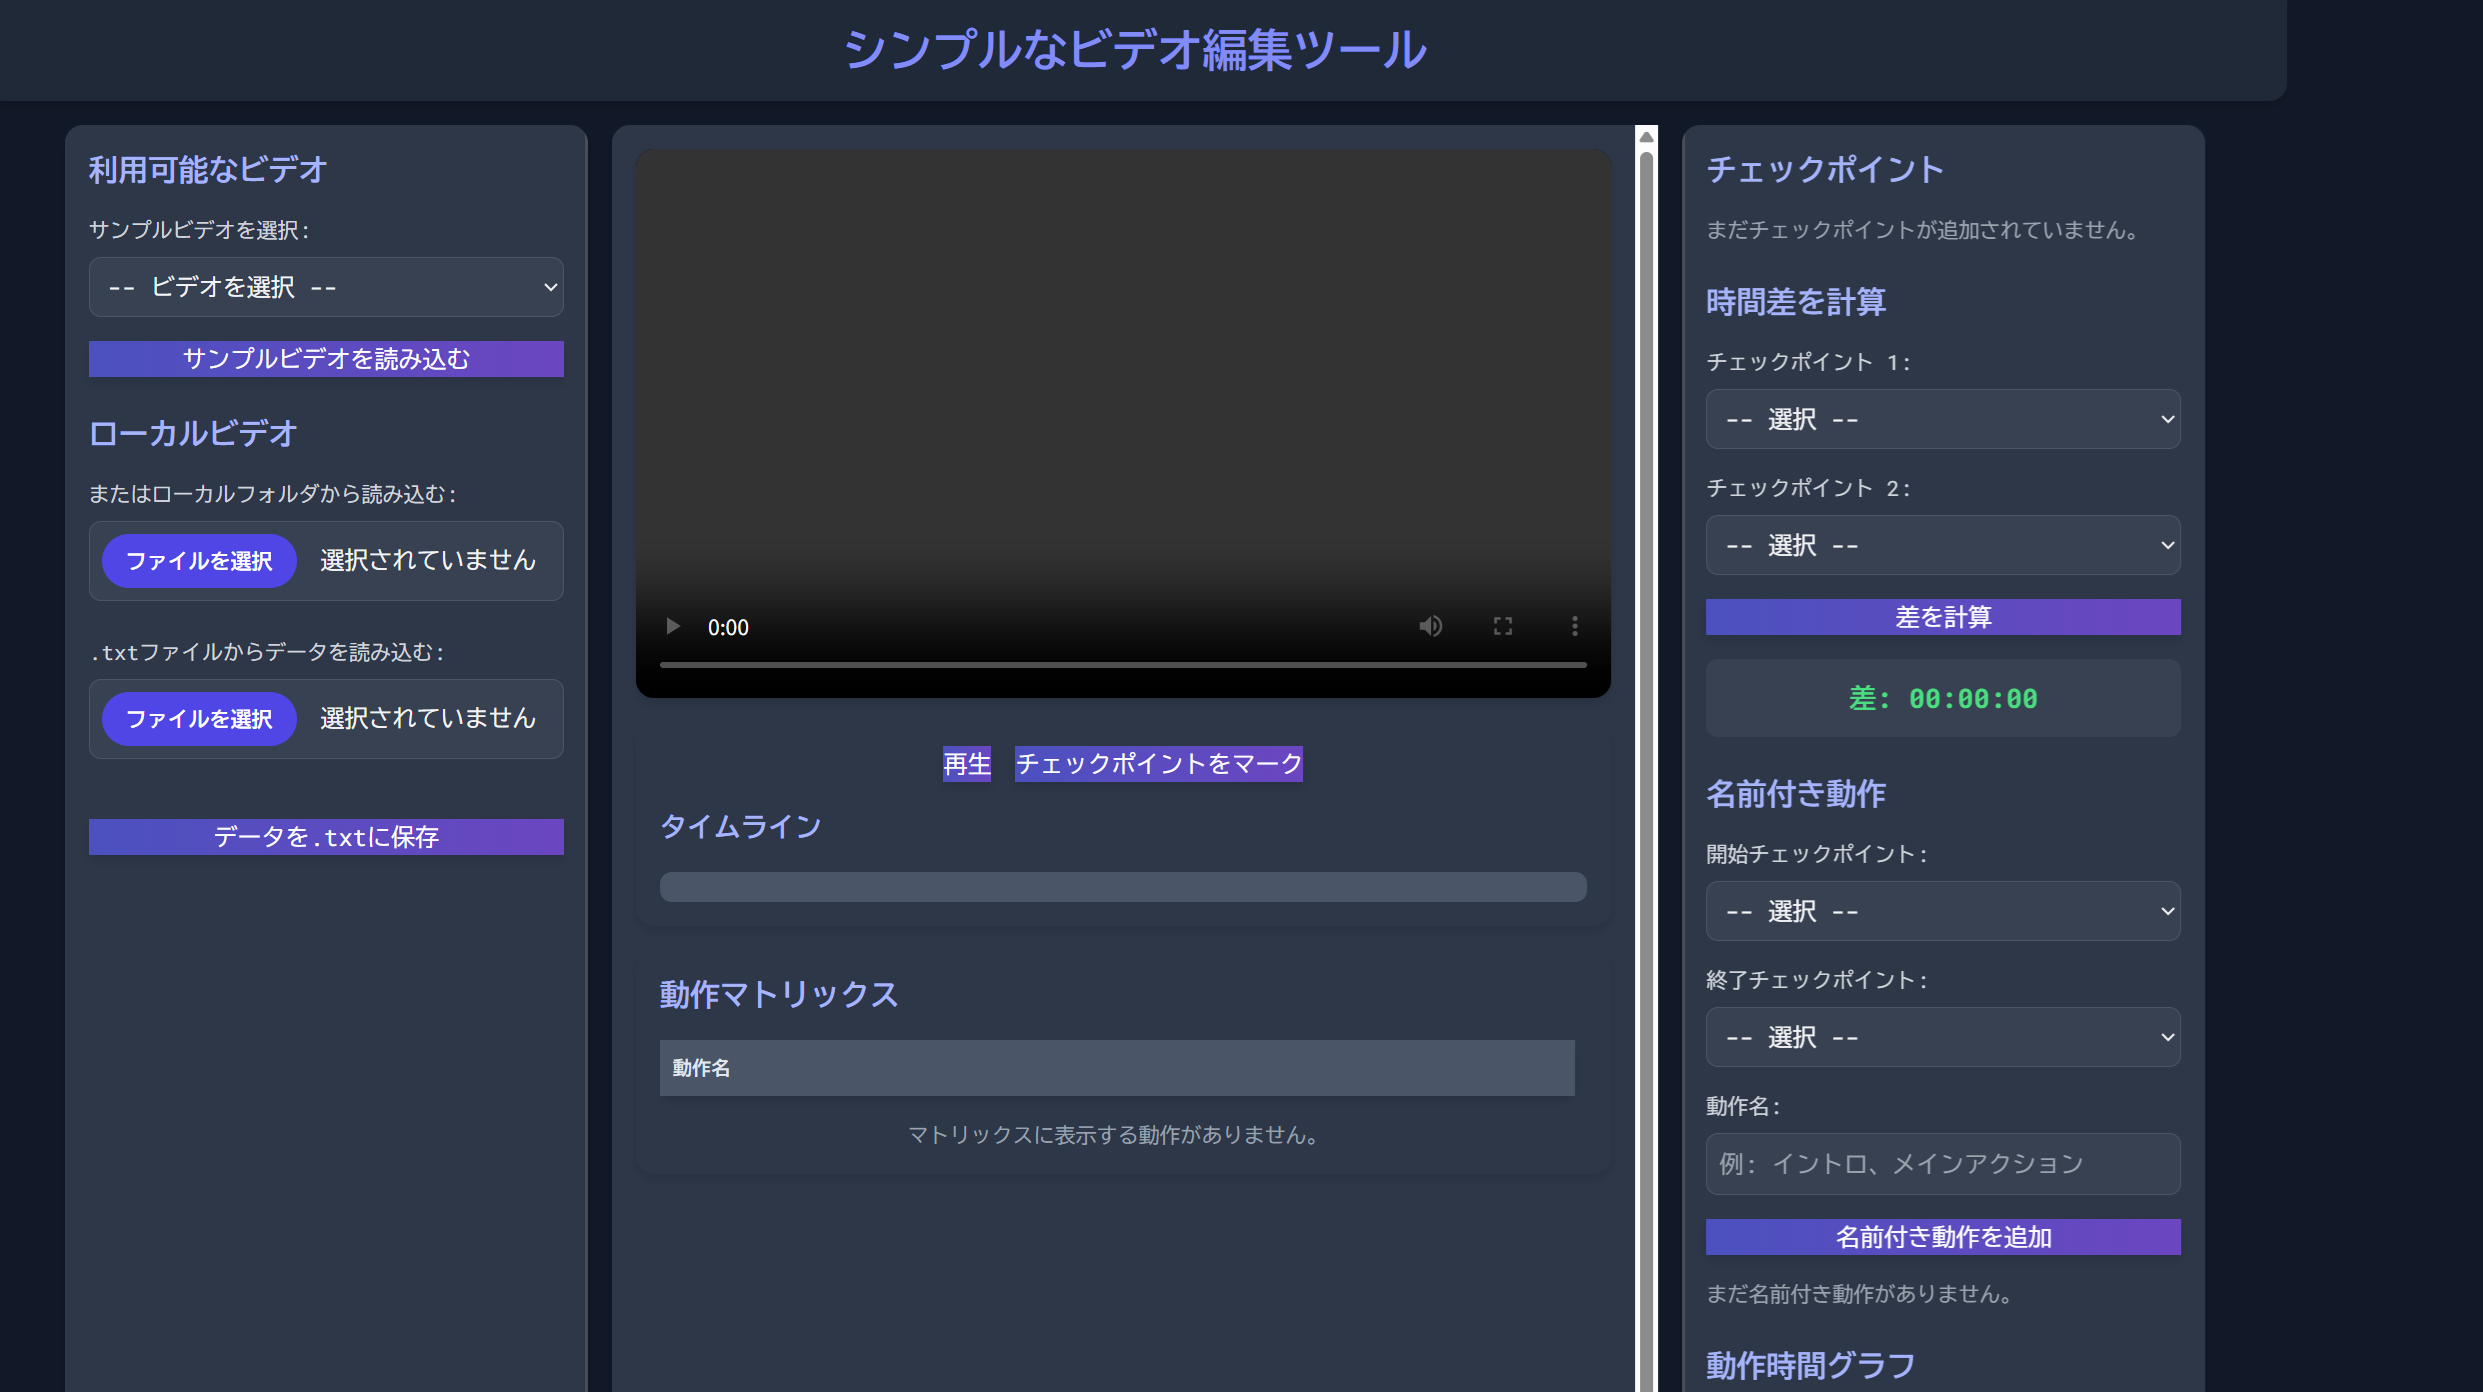 シンプルなビデオ編集ツール
利用可能なビデオ
サンプルビデオを選択:
-- ビデオを選択 --
サンプルビデオを読み込む
ローカルビデオ
またはローカルフォルダから読み込む:
ファイルを選択 選択されていません
.txtファイルからデータを読み込む:
ファイルを選択 選択されていません
データを.txtに保存
0:00
再生 チェックポイントをマーク
タイムライン
動作マトリックス
動作名
マトリックスに表示する動作がありません。
チェックポイント
まだチェックポイントが追加されていません。
時間差を計算
チェックポイント 1:
-- 選択 --
チェックポイント 2:
-- 選択 --
差を計算
差: 00:00:00
名前付き動作
開始チェックポイント:
-- 選択 --
終了チェックポイント:
-- 選択 --
動作名:
例: イントロ、メインアクション
名前付き動作を追加
まだ名前付き動作がありません。
動作時間グラフ